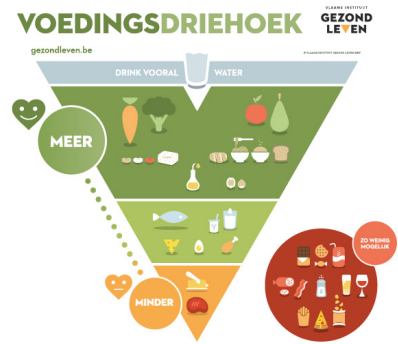 VOEDINGSDRIEHOEK
VLAAMS INSTITUUT
GEZOND
LEVEN
gezondleven.be
DRINK VOORAL WATER
MEER
ZO WEINIG
MOGELIJK
MINDER